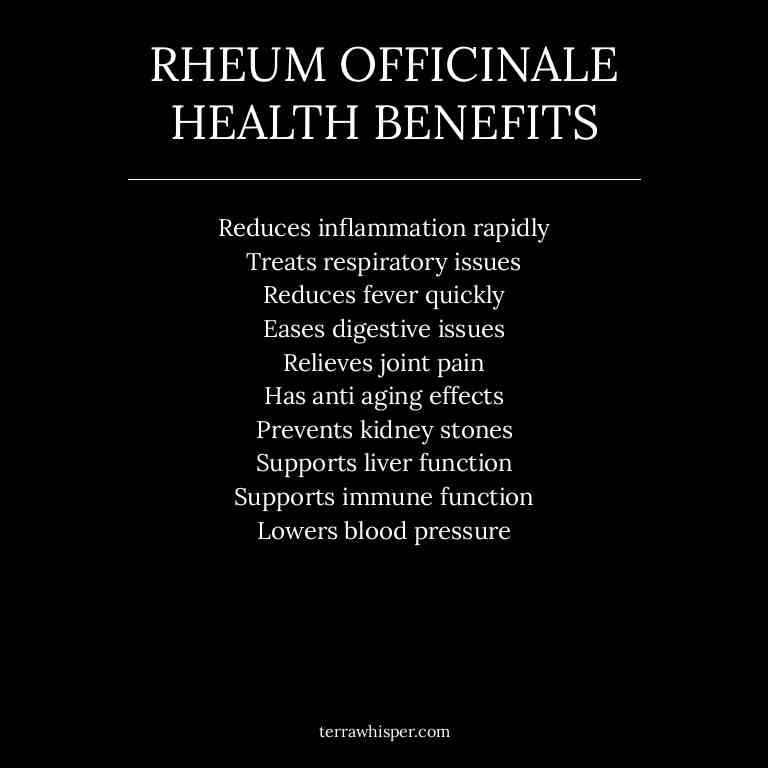 RHEUM OFFICINALE
HEALTH BENEFITS
Reduces inflammation rapidly
Treats respiratory issues
Reduces fever quickly
Eases digestive issues
Relieves joint pain
Has anti aging effects
Prevents kidney stones
Supports liver function
Supports immune function
Lowers blood pressure
terrawhisper.com